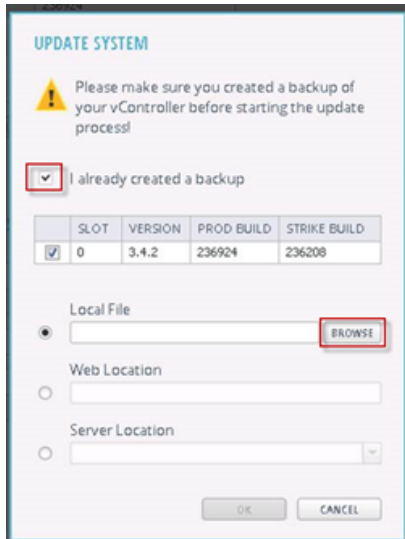 236924
UPDATE SYSTEM
Please make sure you created a backup of
your vController before starting the update
process!
I already created a backup
SLOT VERSION PROD BUILD STRIKE BUILD
0 3.4.2 236924 236208
Local File
BROWSE
Web Location
Server Location
OK CANCEL